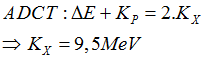 ADCT : ΔE + K_P = 2.K_X
⇒ K_X = 9,5MeV